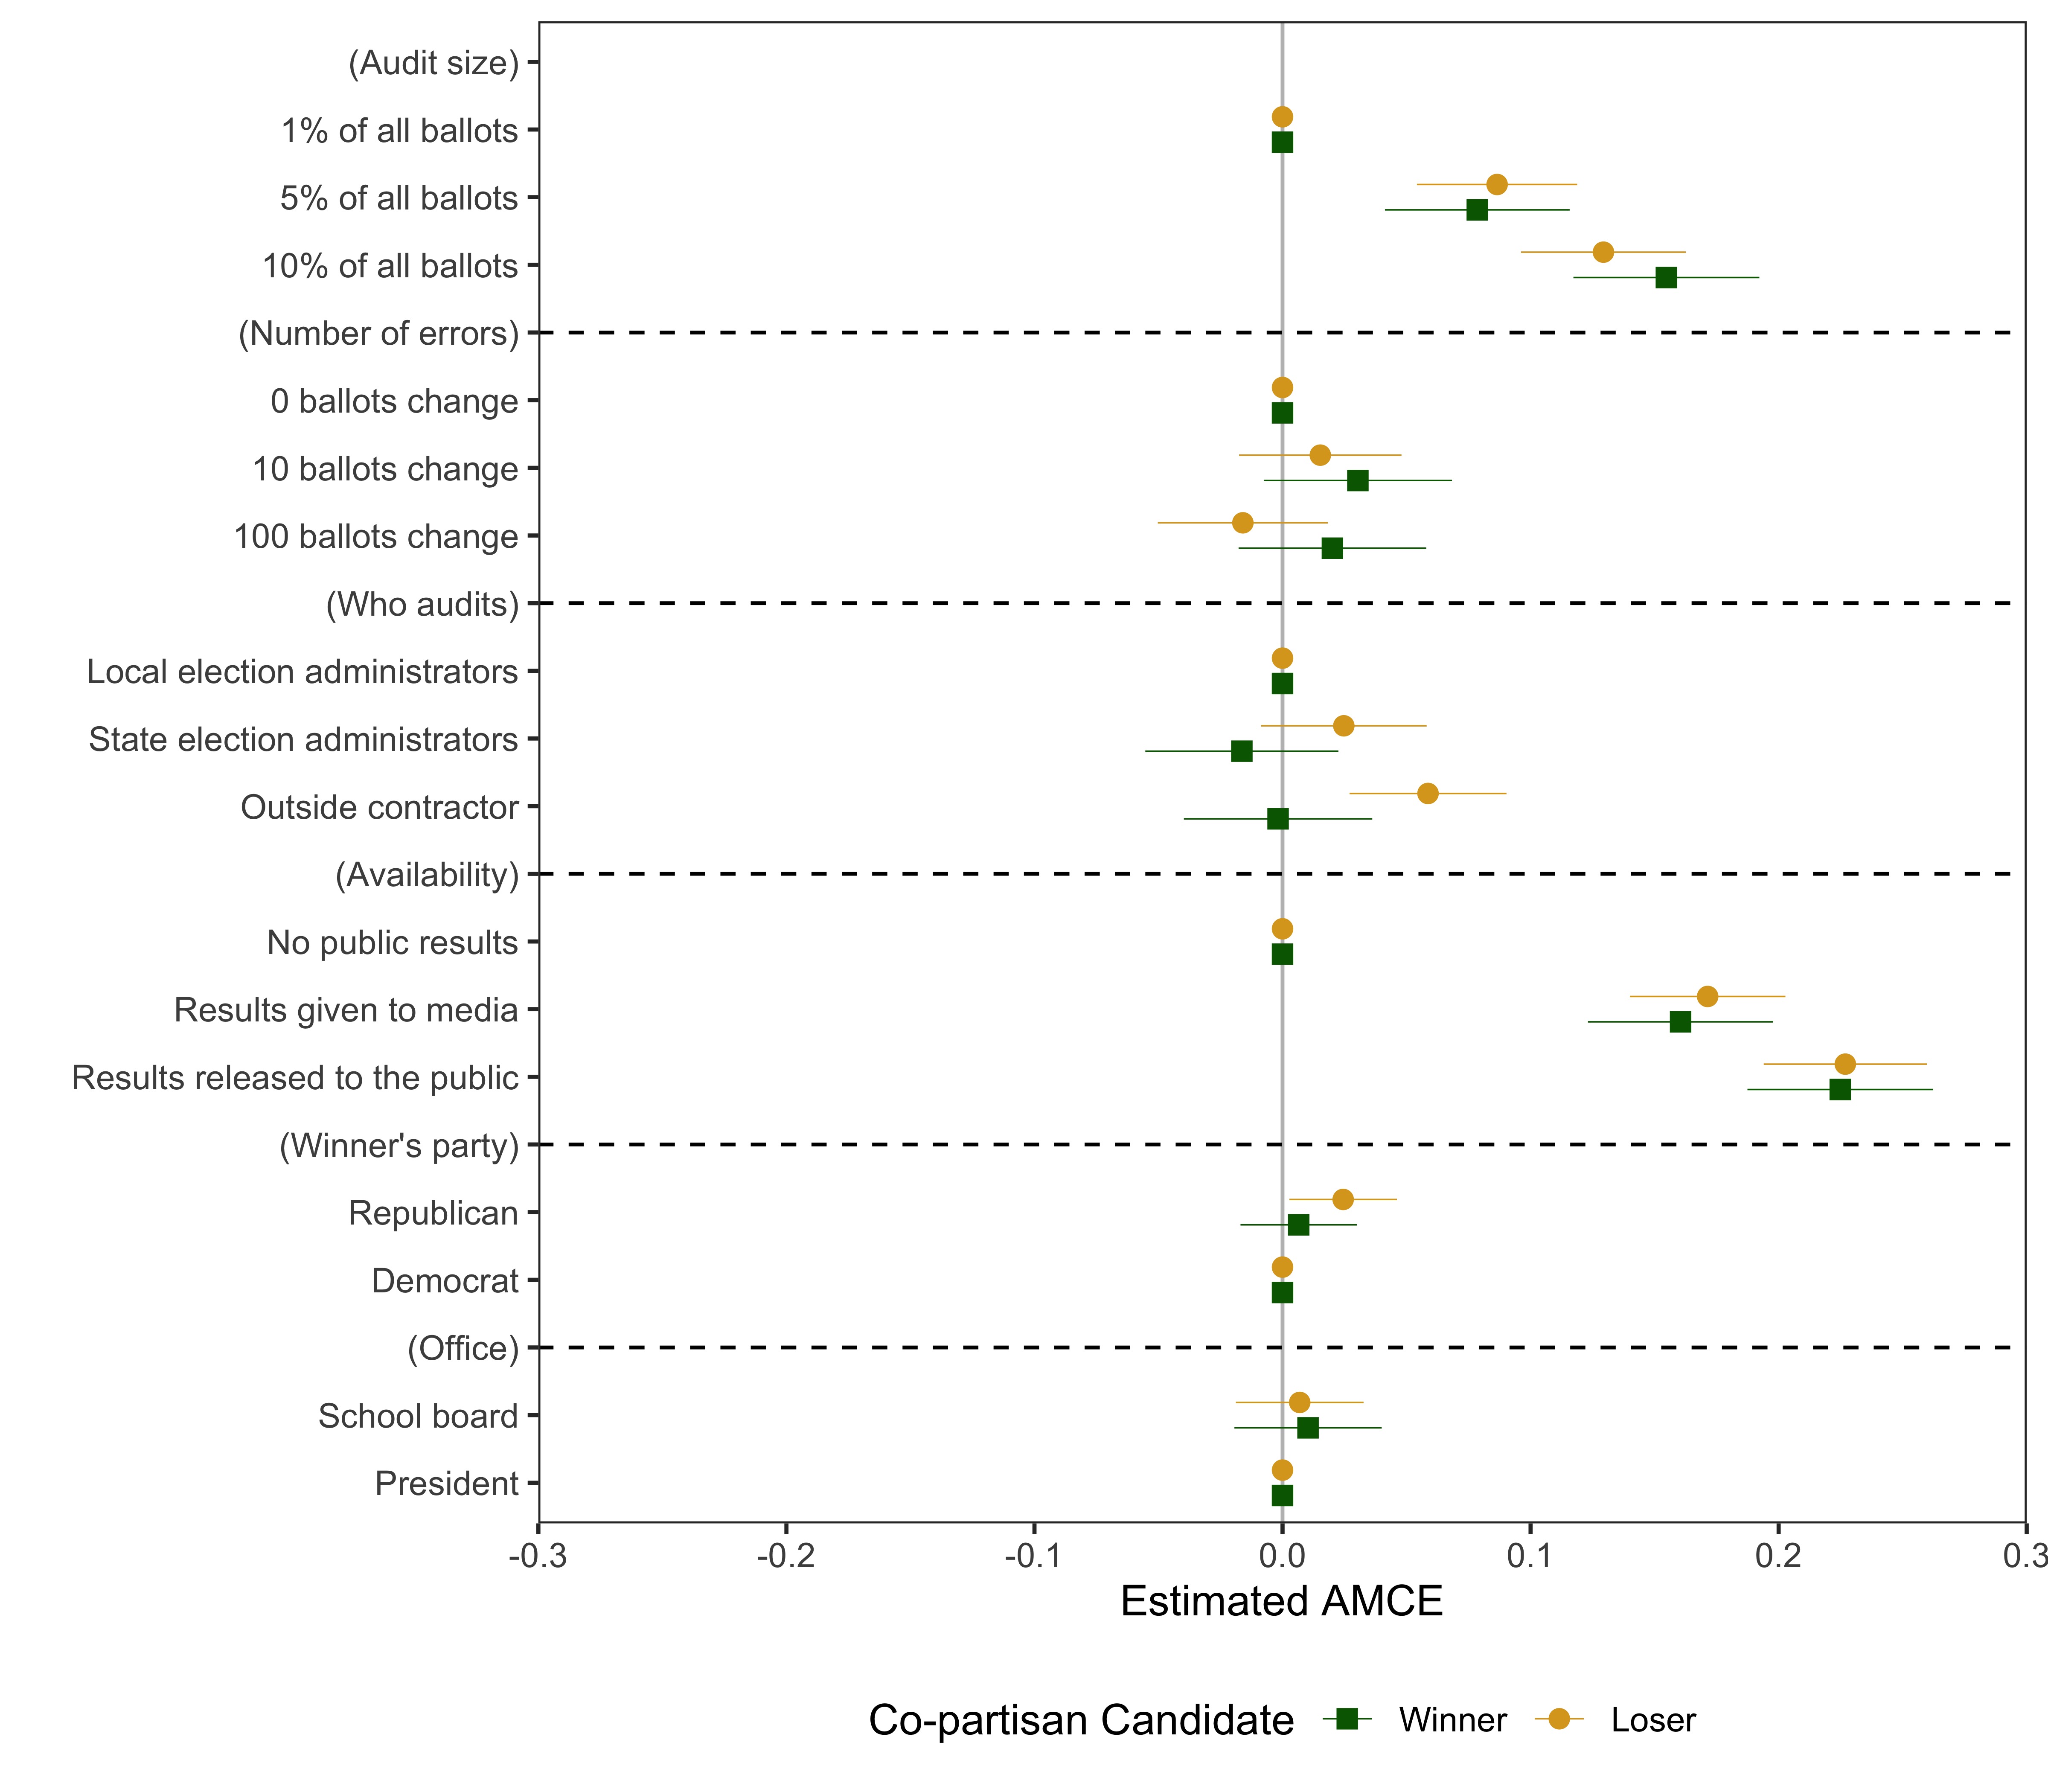 (Audit size)
1% of all ballots
5% of all ballots
10% of all ballots
(Number of errors)
0 ballots change
10 ballots change
100 ballots change
(Who audits)
Local election administrators
State election administrators
Outside contractor
(Availability)
No public results
Results given to media
Results released to the public
(Winner's party)
Republican
Democrat
(Office)
School board
President
-0.3 -0.2 -0.1 0.0 0.1 0.2 0.3
Estimated AMCE
Co-partisan Candidate Winner Loser